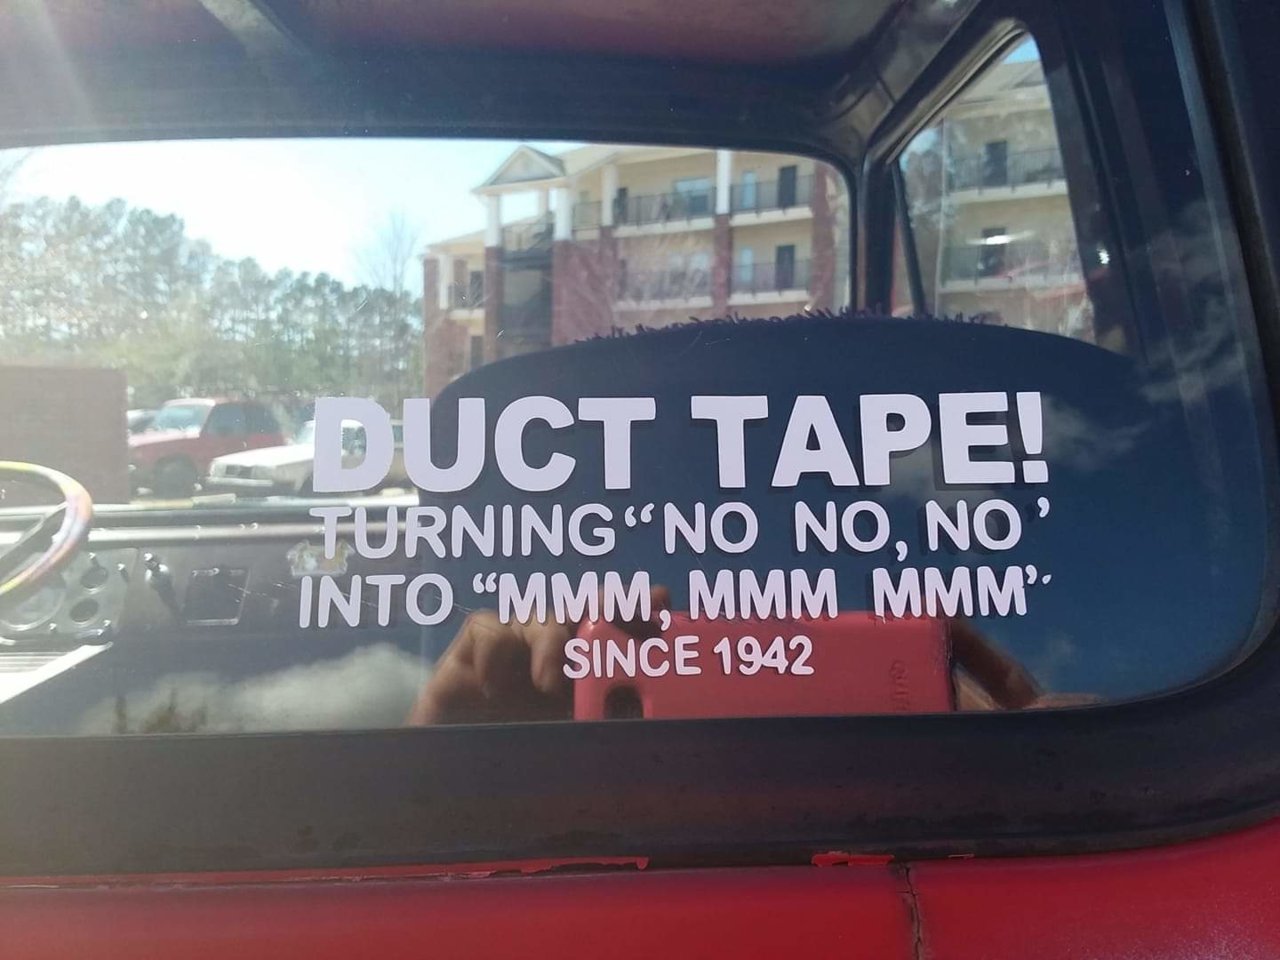 DUCT TAPE!
TURNING “NO NO, NO’
INTO “MMM, MMM MMM”
SINCE 1942